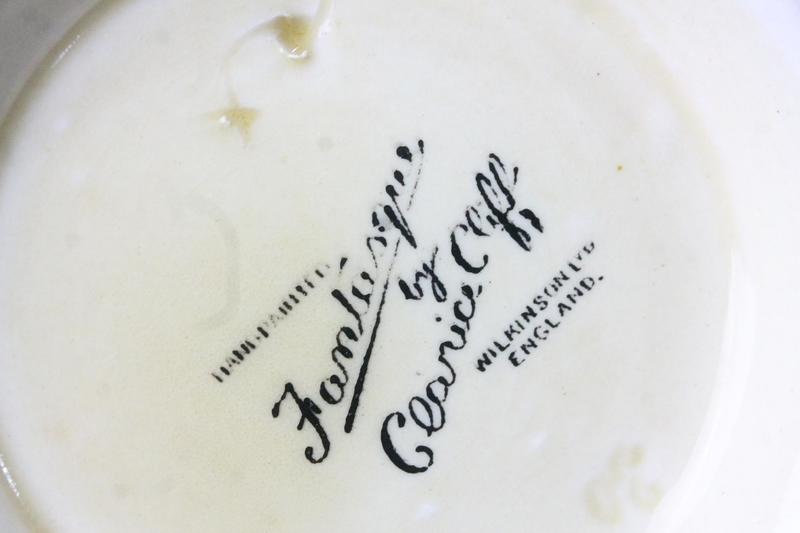 HAND-PAINTED
Fantasque
by
Clarice Cliff
WILKINSON LTD
ENGLAND.